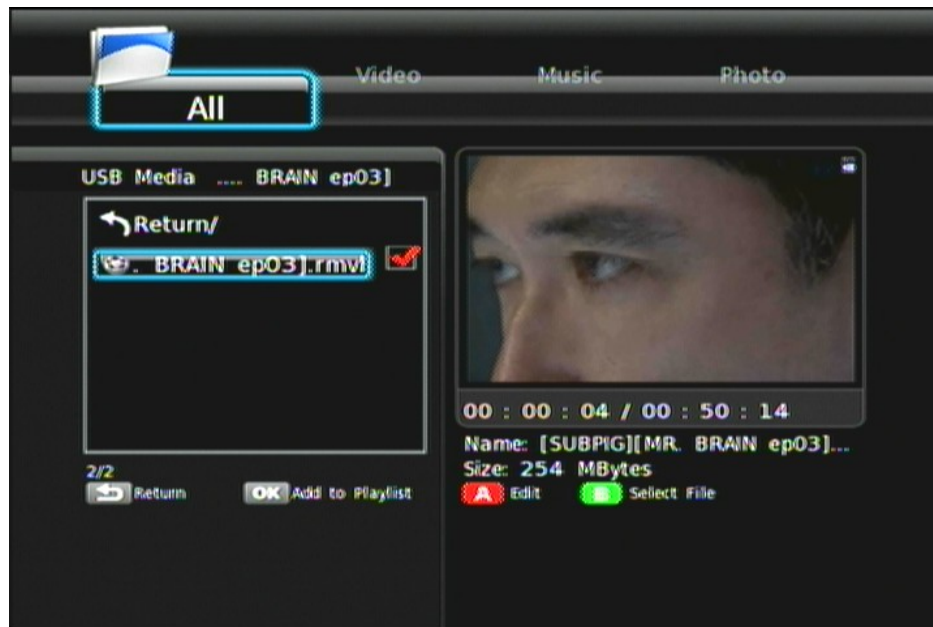 Video Music Photo
All
USB Media .... BRAIN ep03]
Return/
. BRAIN ep03].rmvb
00 : 00 : 04 / 00 : 50 : 14
Name: [SUBPIG][MR. BRAIN ep03]...
Size: 254 MBytes
2/2
Return OK Add to Playlist
A Edit B Select File